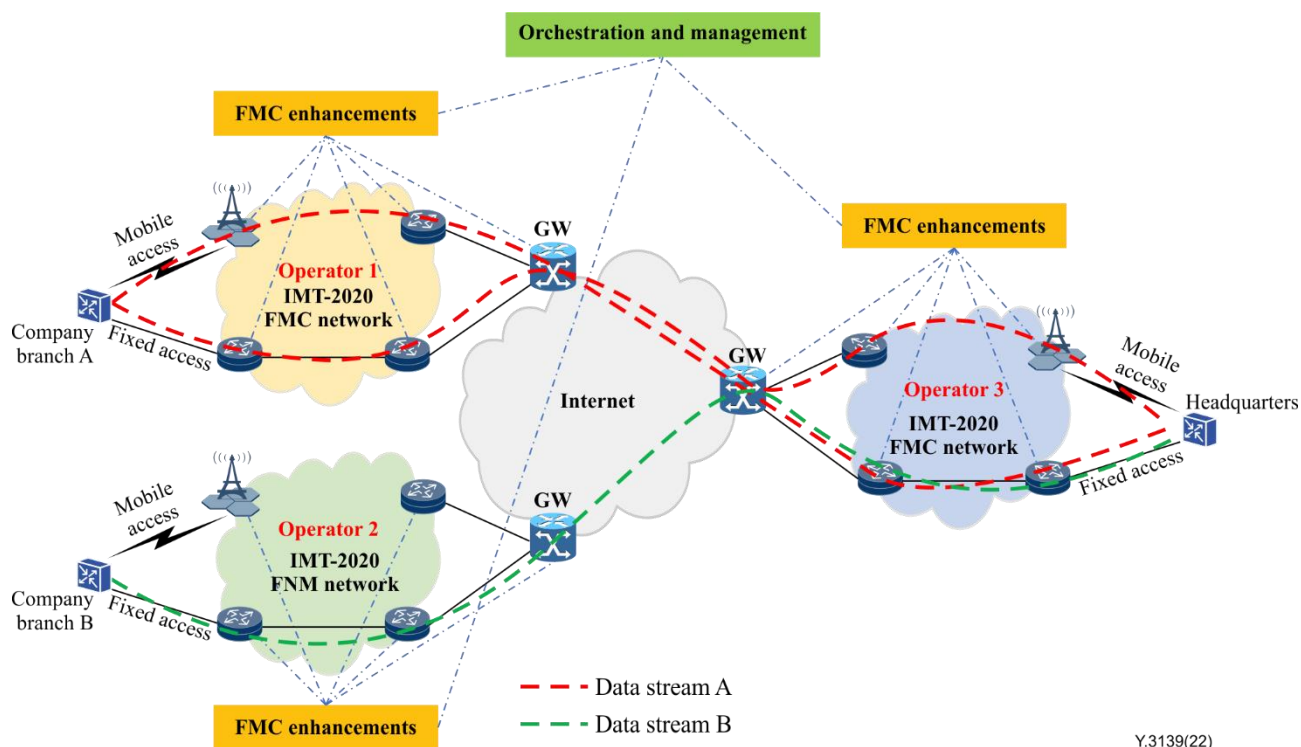 Orchestration and management
FMC enhancements
FMC enhancements
Mobile
access
GW
Operator 1
IMT-2020
FMC network
Company
branch A
Fixed access
GW
Internet
Operator 3
IMT-2020
FMC network
Mobile
access
Headquarters
Fixed access
Mobile
access
GW
Operator 2
IMT-2020
FNM network
Company
branch B
Fixed access
FMC enhancements
Data stream A
Data stream B
Y.3139(22)